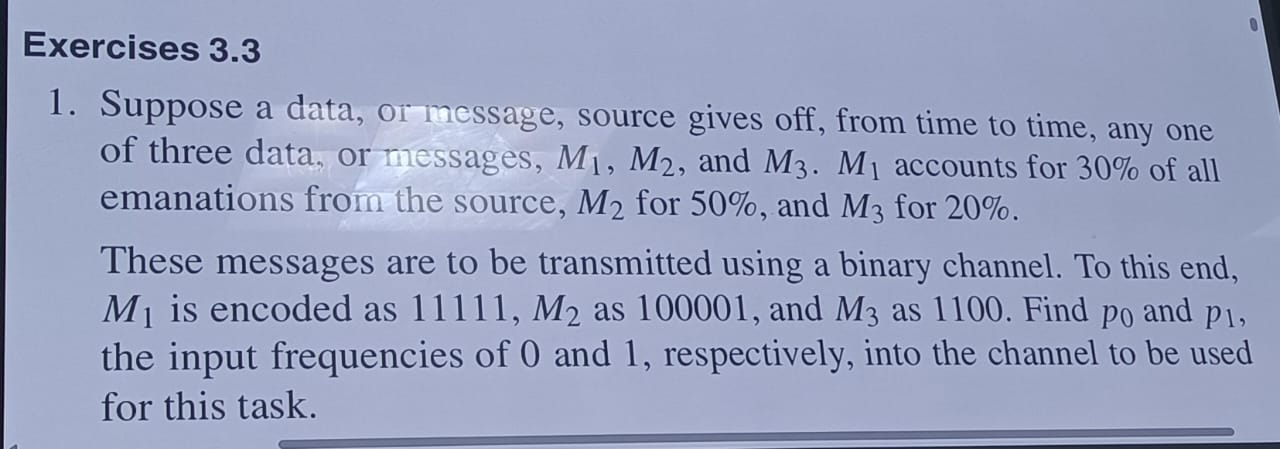 Exercises 3.3
1. Suppose a data, or message, source gives off, from time to time, any one
of three data, or messages, M₁, M₂, and M₃. M₁ accounts for 30% of all
emanations from the source, M₂ for 50%, and M₃ for 20%.
These messages are to be transmitted using a binary channel. To this end,
M₁ is encoded as 11111, M₂ as 100001, and M₃ as 1100. Find p₀ and p₁,
the input frequencies of 0 and 1, respectively, into the channel to be used
for this task.